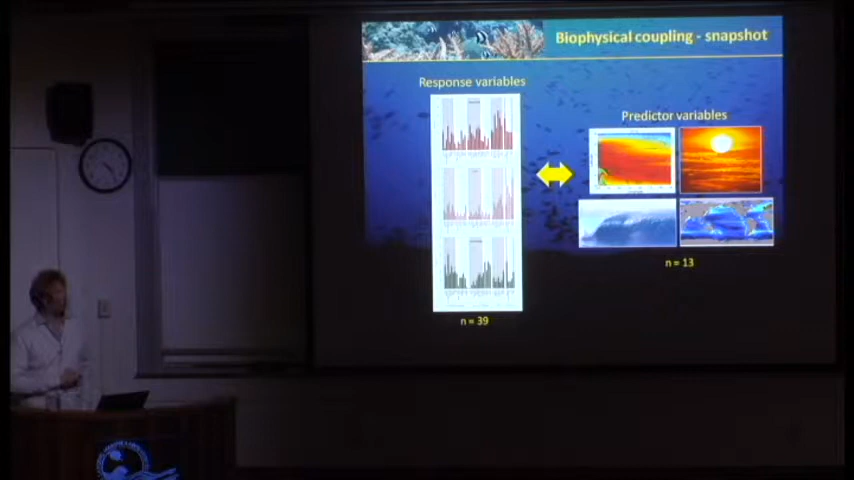 Biophysical coupling - snapshot
Response variables
Predictor variables
n = 13
n = 39